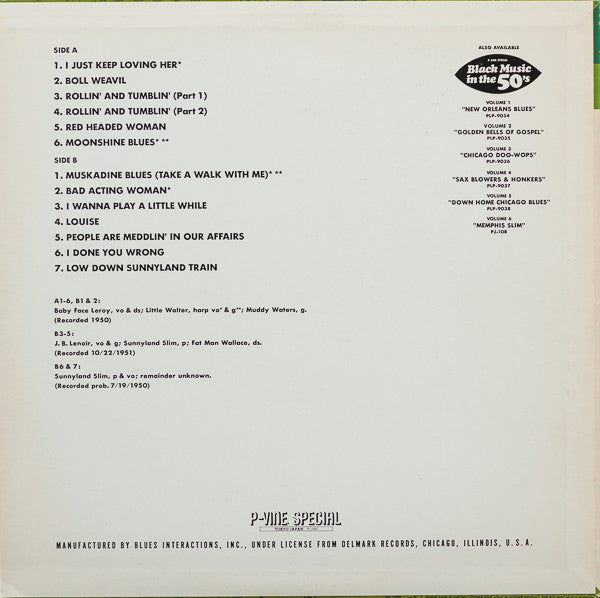 SIDE A
1. I JUST KEEP LOVING HER*
2. BOLL WEAVIL
3. ROLLIN' AND TUMBLIN' (Part 1)
4. ROLLIN' AND TUMBLIN' (Part 2)
5. RED HEADED WOMAN
6. MOONSHINE BLUES* **
SIDE B
1. MUSKADINE BLUES (TAKE A WALK WITH ME)* **
2. BAD ACTING WOMAN*
3. I WANNA PLAY A LITTLE WHILE
4. LOUISE
5. PEOPLE ARE MEDDLIN' IN OUR AFFAIRS
6. I DONE YOU WRONG
7. LOW DOWN SUNNYLAND TRAIN
A1-6, B1 & 2:
Baby Face Leroy, vo & ds; Little Walter, harp vo* & g**; Muddy Waters, g.
(Recorded 1950)
B3-5:
J. B. Lenoir, vo & g; Sunnyland Slim, p; Fat Man Wallace, ds.
(Recorded 10/22/1951)
B6 & 7:
Sunnyland Slim, p & vo; remainder unknown.
(Recorded prob. 7/19/1950)
ALSO AVAILABLE
P-VINE SPECIAL
Black Music
in the 50's
VOLUME 1
"NEW ORLEANS BLUES"
PLP-9034
VOLUME 2
"GOLDEN BELLS OF GOSPEL"
PLP-9035
VOLUME 3
"CHICAGO DOO-WOPS"
PLP-9036
VOLUME 4
"SAX BLOWERS & HONKERS"
PLP-9037
VOLUME 5
"DOWN HOME CHICAGO BLUES"
PLP-9038
VOLUME 6
"MEMPHIS SLIM"
PJ-108
P-VINE SPECIAL
TOKYO JAPAN
MANUFACTURED BY BLUES INTERACTIONS, INC., UNDER LICENSE FROM DELMARK RECORDS, CHICAGO, ILLINOIS, U. S. A.